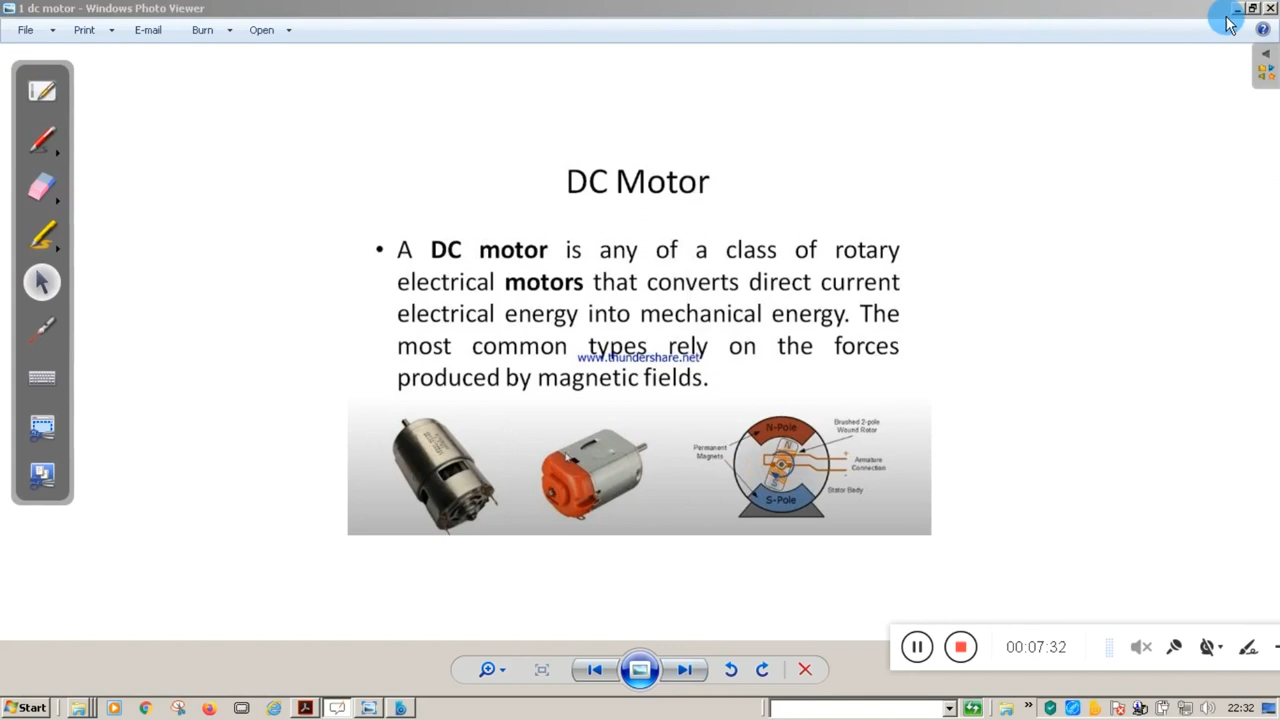 1 dc motor - Windows Photo Viewer
File Print E-mail Burn Open
DC Motor
• A DC motor is any of a class of rotary
electrical motors that converts direct current
electrical energy into mechanical energy. The
most common types rely on the forces
www.thundershare.net
produced by magnetic fields.
N-Pole
Brushed 2-pole
Wound Rotor
Permanent
Magnets
N
+
Armature
Connection
-
S-Pole
Stator Body
00:07:32
Start
22:32